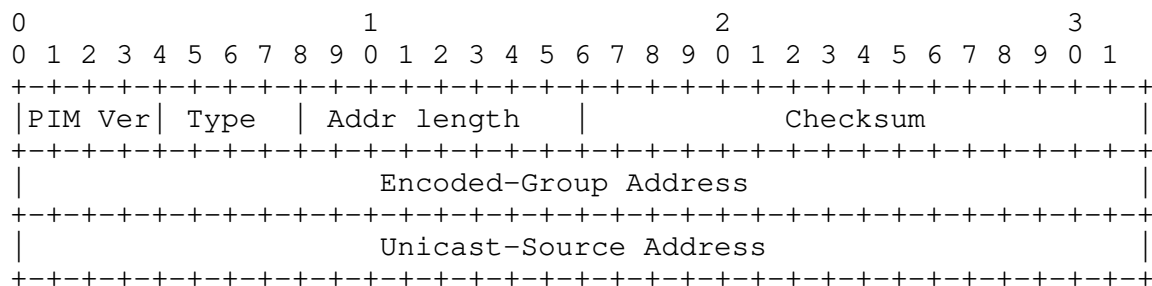 0                   1                   2                   3
0 1 2 3 4 5 6 7 8 9 0 1 2 3 4 5 6 7 8 9 0 1 2 3 4 5 6 7 8 9 0 1
+-+-+-+-+-+-+-+-+-+-+-+-+-+-+-+-+-+-+-+-+-+-+-+-+-+-+-+-+-+-+-+-+
|PIM Ver| Type  | Addr length   |           Checksum            |
+-+-+-+-+-+-+-+-+-+-+-+-+-+-+-+-+-+-+-+-+-+-+-+-+-+-+-+-+-+-+-+-+
|                    Encoded-Group Address                      |
+-+-+-+-+-+-+-+-+-+-+-+-+-+-+-+-+-+-+-+-+-+-+-+-+-+-+-+-+-+-+-+-+
|                    Unicast-Source Address                     |
+-+-+-+-+-+-+-+-+-+-+-+-+-+-+-+-+-+-+-+-+-+-+-+-+-+-+-+-+-+-+-+-+